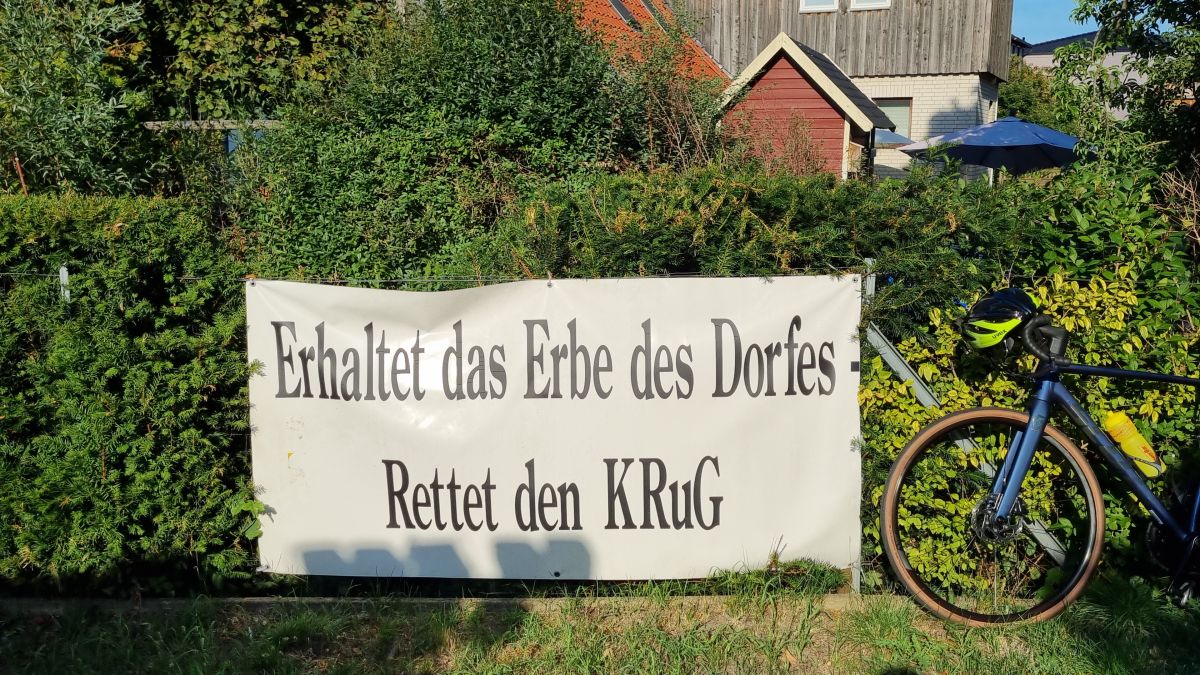 Erhaltet das Erbe des Dorfes -
Rettet den KRuG